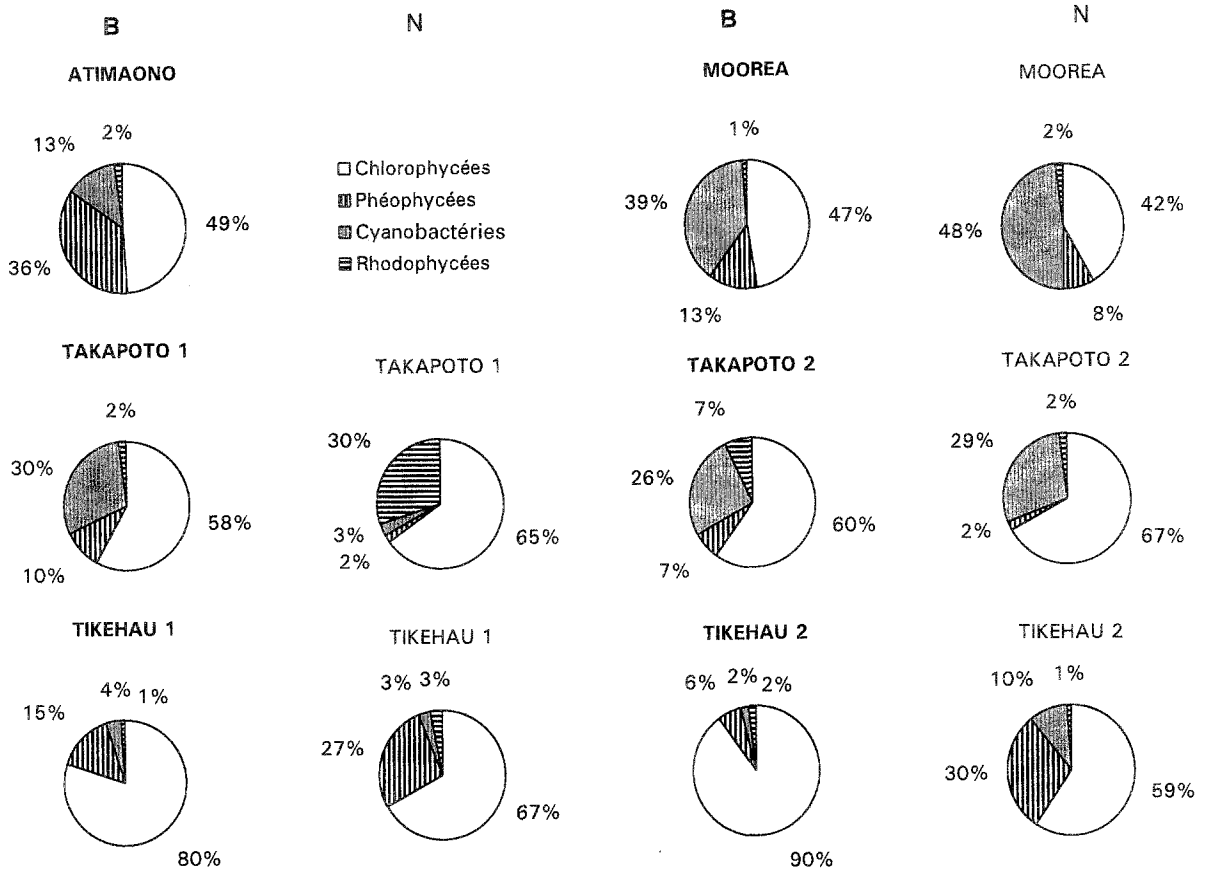 B N B N
ATIMAONO MOOREA MOOREA
13% 2% 1% 2%
Chlorophycées
Phéophycées
Cyanobactéries
Rhodophycées
49% 39% 47% 48% 42%
36% 13% 8%
TAKAPOTO 1 TAKAPOTO 1 TAKAPOTO 2 TAKAPOTO 2
2% 7% 2%
30% 30% 26% 29%
58% 3% 65% 60% 2% 67%
10% 2% 7%
TIKEHAU 1 TIKEHAU 1 TIKEHAU 2 TIKEHAU 2
15% 4% 1% 3% 3% 6% 2% 2% 10% 1%
27% 67% 30% 59%
80% 90%